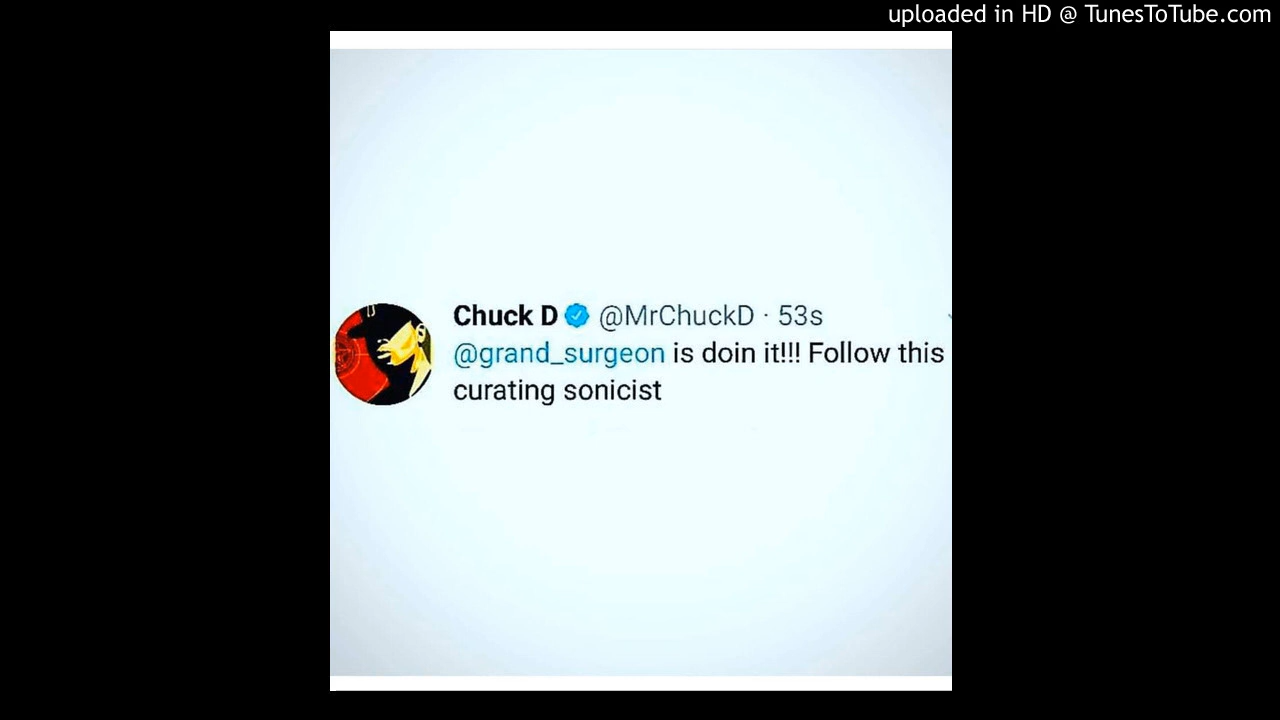 uploaded in HD @ TunesToTube.com
Chuck D @MrChuckD · 53s
@grand_surgeon is doin it!!! Follow this
curating sonicist